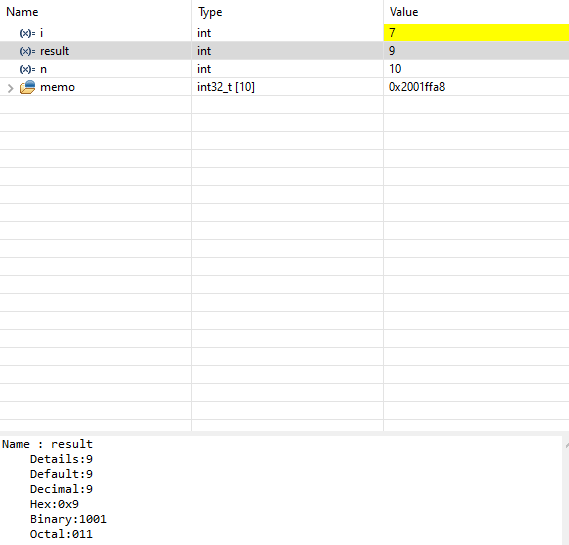 Name Type Value
(x)= i int 7
(x)= result int 9
(x)= n int 10
memo int32_t [10] 0x2001ffa8
Name : result
Details:9
Default:9
Decimal:9
Hex:0x9
Binary:1001
Octal:011